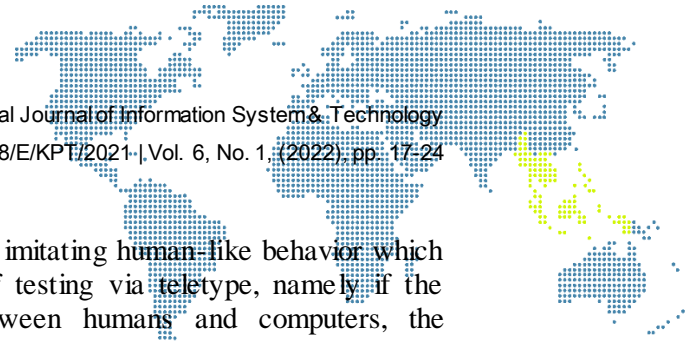 al Journal of Information System & Technology
8/E/KPT/2021 | Vol. 6, No. 1, (2022), pp. 17-24
imitating human-like behavior which
f testing via teletype, namely if the
ween humans and computers, the